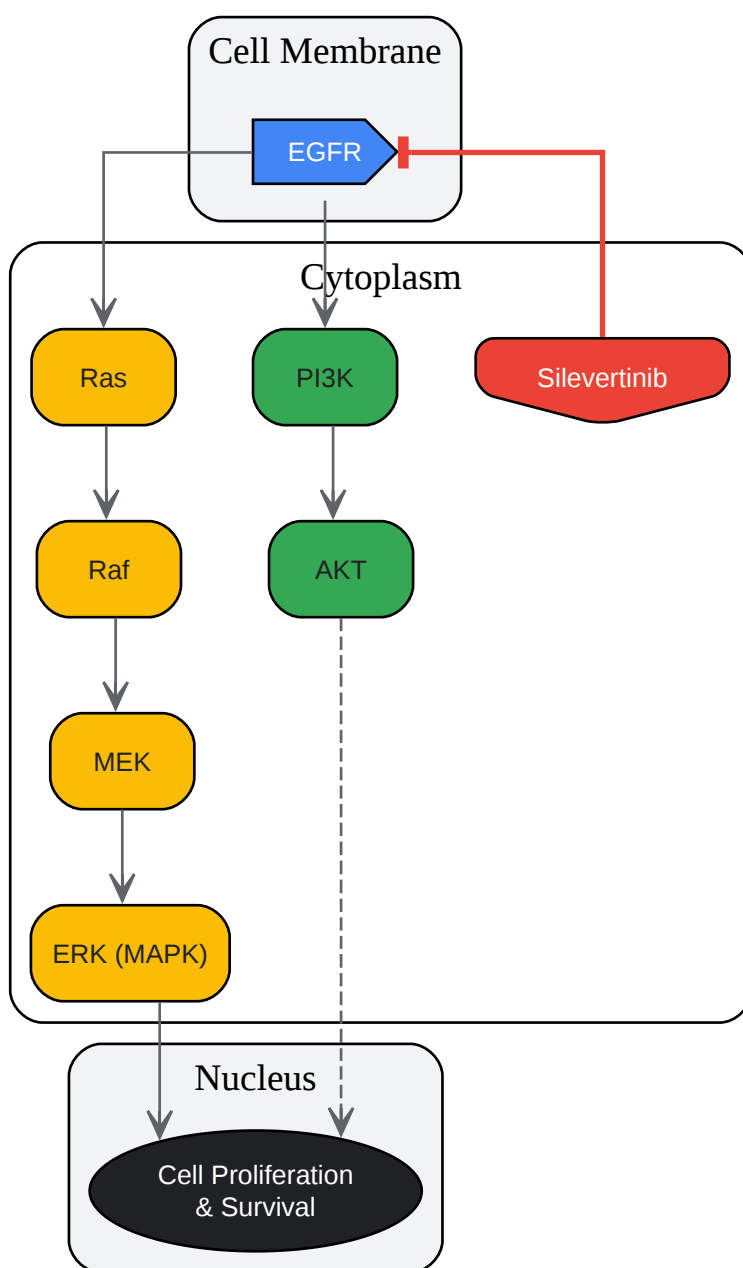 Cell Membrane
EGFR
Cytoplasm
Ras
PI3K
Silevertinib
Raf
AKT
MEK
ERK (MAPK)
Nucleus
Cell Proliferation
& Survival